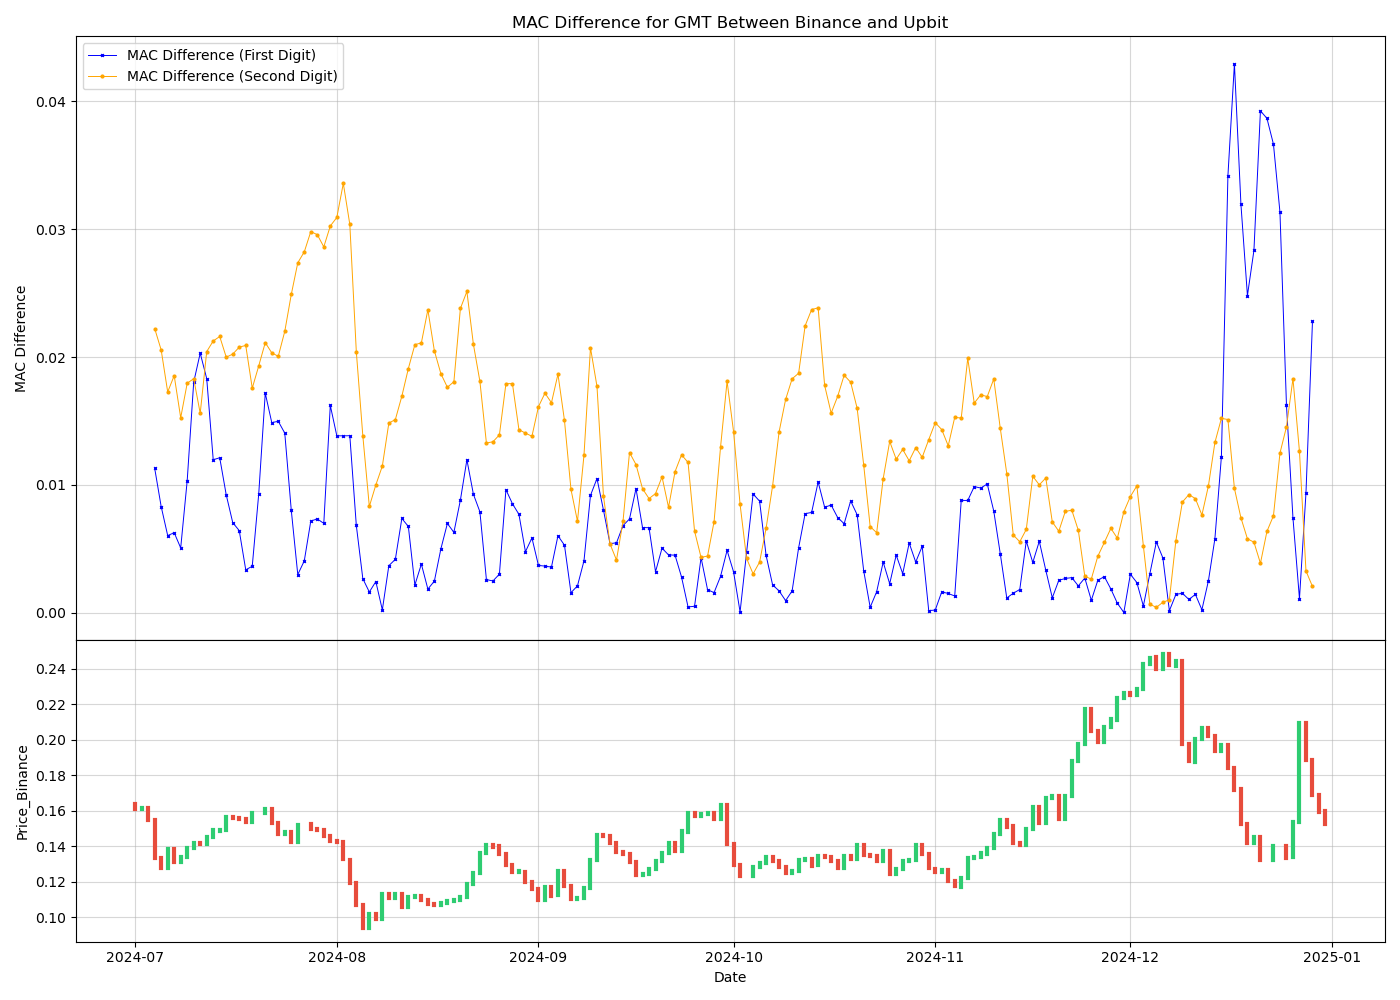 MAC Difference for GMT Between Binance and Upbit
MAC Difference (First Digit)
MAC Difference (Second Digit)
MAC Difference
0.04
0.03
0.02
0.01
0.00
Price_Binance
0.24
0.22
0.20
0.18
0.16
0.14
0.12
0.10
2024-07 2024-08 2024-09 2024-10 2024-11 2024-12 2025-01
Date